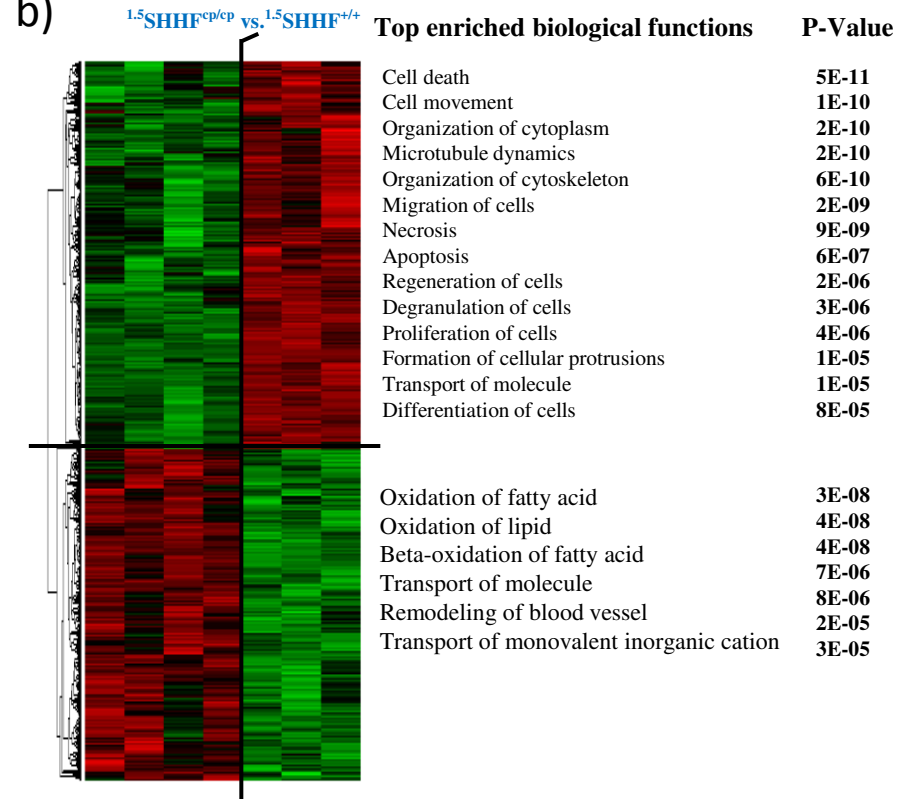 b)
1.5SHHFcp/cp vs.1.5SHHF+/+
Top enriched biological functions P-Value
Cell death 5E-11
Cell movement 1E-10
Organization of cytoplasm 2E-10
Microtubule dynamics 2E-10
Organization of cytoskeleton 6E-10
Migration of cells 2E-09
Necrosis 9E-09
Apoptosis 6E-07
Regeneration of cells 2E-06
Degranulation of cells 3E-06
Proliferation of cells 4E-06
Formation of cellular protrusions 1E-05
Transport of molecule 1E-05
Differentiation of cells 8E-05
Oxidation of fatty acid 3E-08
Oxidation of lipid 4E-08
Beta-oxidation of fatty acid 4E-08
Transport of molecule 7E-06
Remodeling of blood vessel 8E-06
Transport of monovalent inorganic cation 2E-05
3E-05